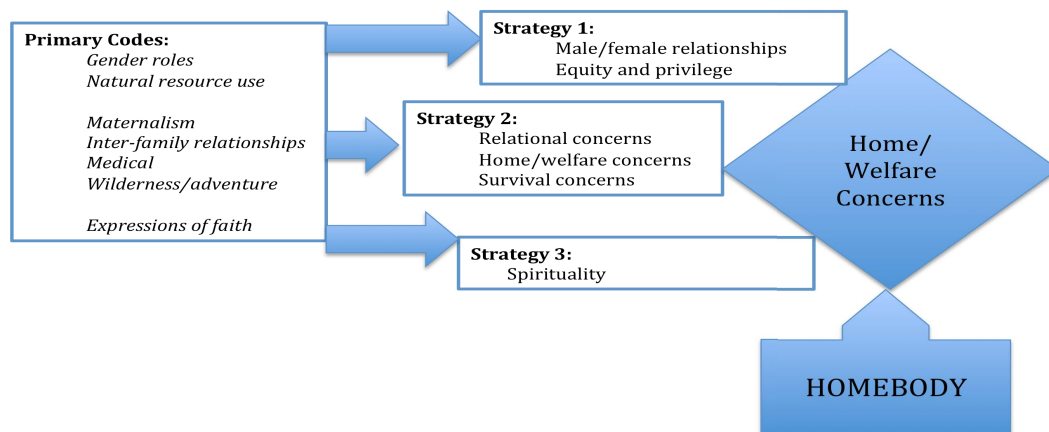 Primary Codes:
Gender roles
Natural resource use
Maternalism
Inter-family relationships
Medical
Wilderness/adventure
Expressions of faith
Strategy 1:
Male/female relationships
Equity and privilege
Strategy 2:
Relational concerns
Home/welfare concerns
Survival concerns
Strategy 3:
Spirituality
Home/
Welfare
Concerns
HOMEBODY